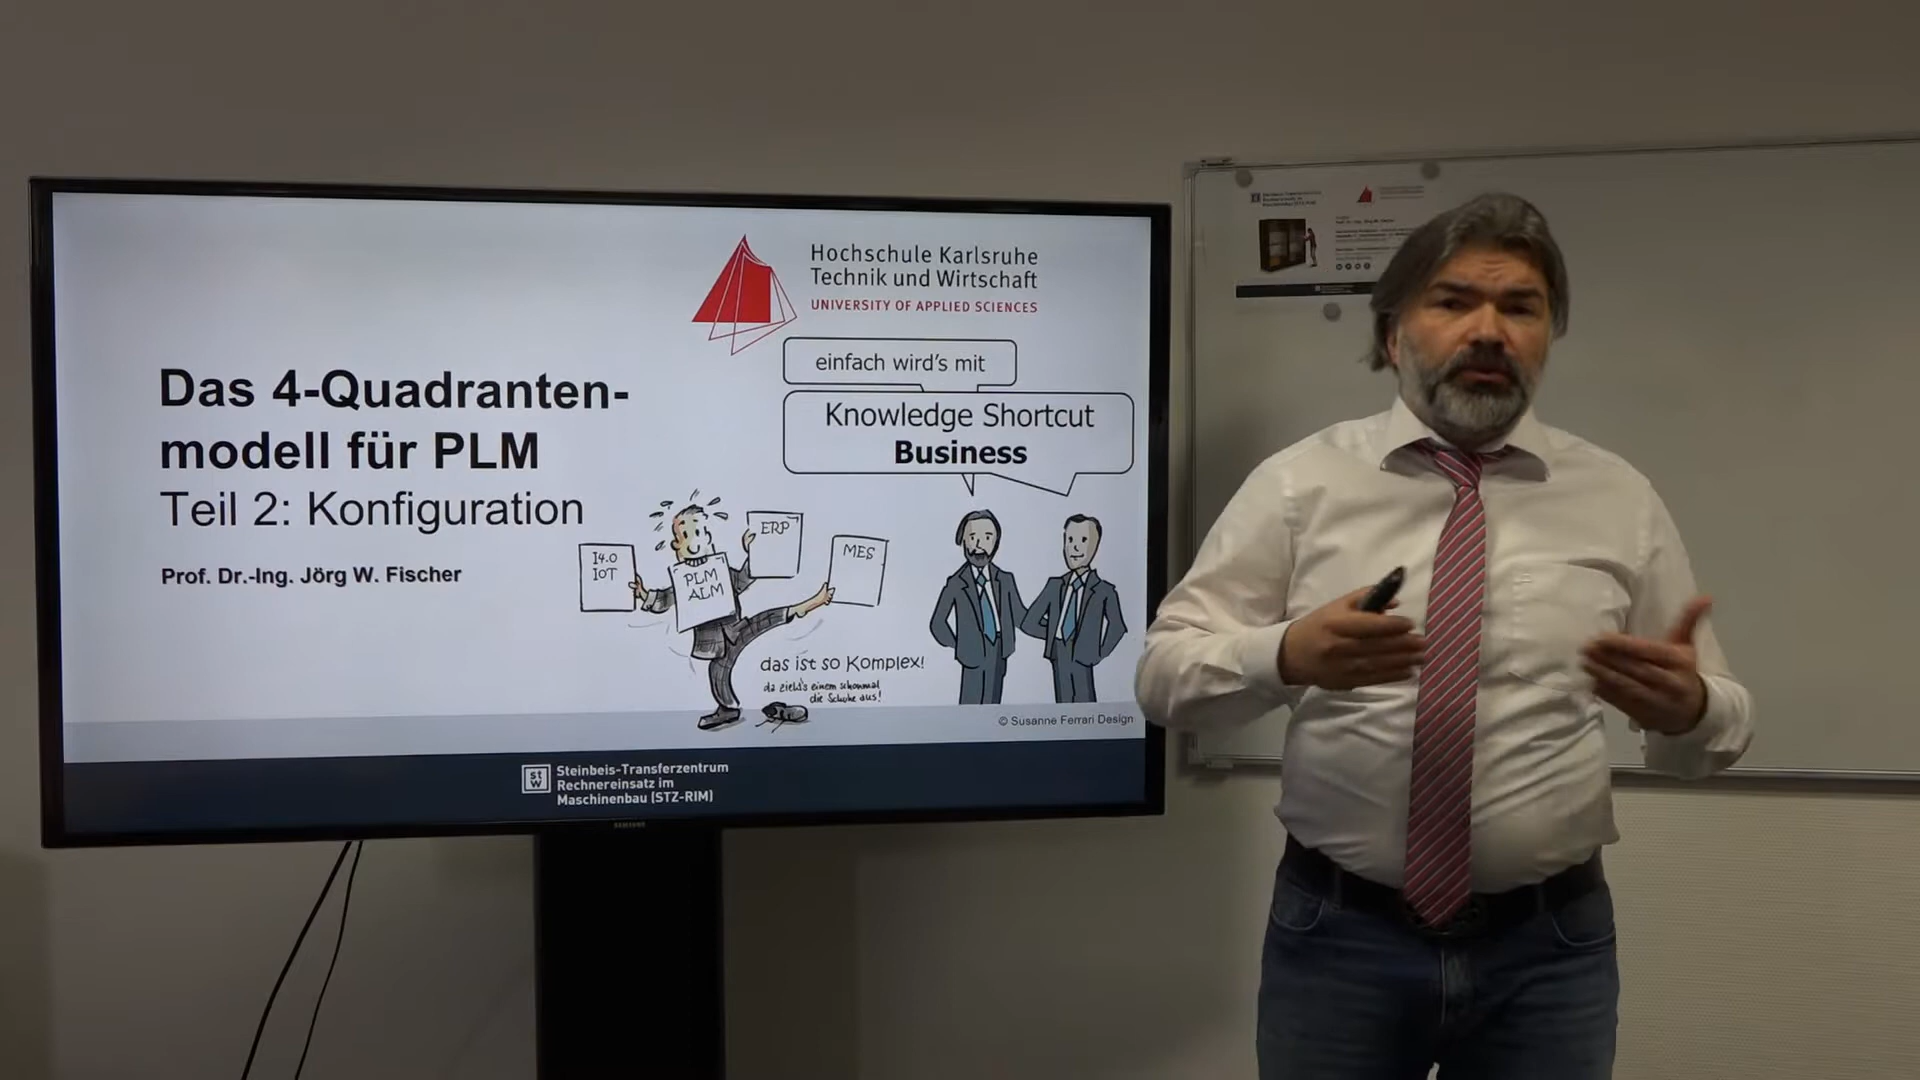 Hochschule Karlsruhe
Technik und Wirtschaft
UNIVERSITY OF APPLIED SCIENCES
einfach wird's mit
Knowledge Shortcut
Business
Das 4-Quadranten-
modell für PLM
Teil 2: Konfiguration
Prof. Dr.-Ing. Jörg W. Fischer
I4.0
IoT
PLM
ALM
ERP
MES
das ist so Komplex!
da zieht's einem schonmal
die Schuhe aus!
© Susanne Ferrari Design
stw
Steinbeis-Transferzentrum
Rechnereinsatz im
Maschinenbau (STZ-RIM)
SAMSUNG